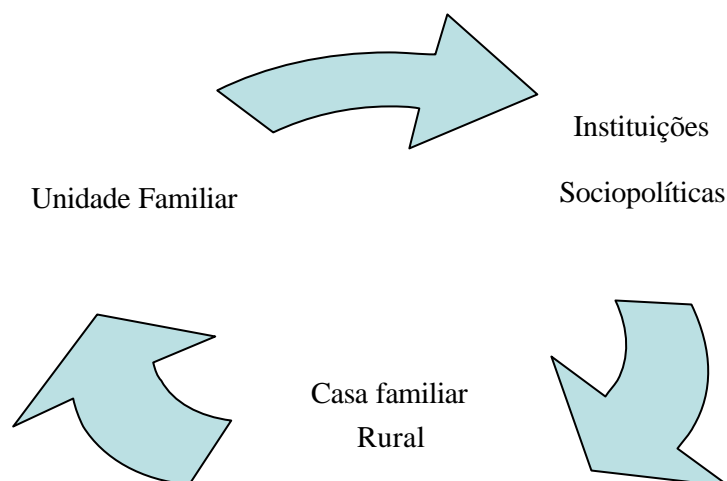 Unidade Familiar
Instituições
Sociopolíticas
Casa familiar
Rural